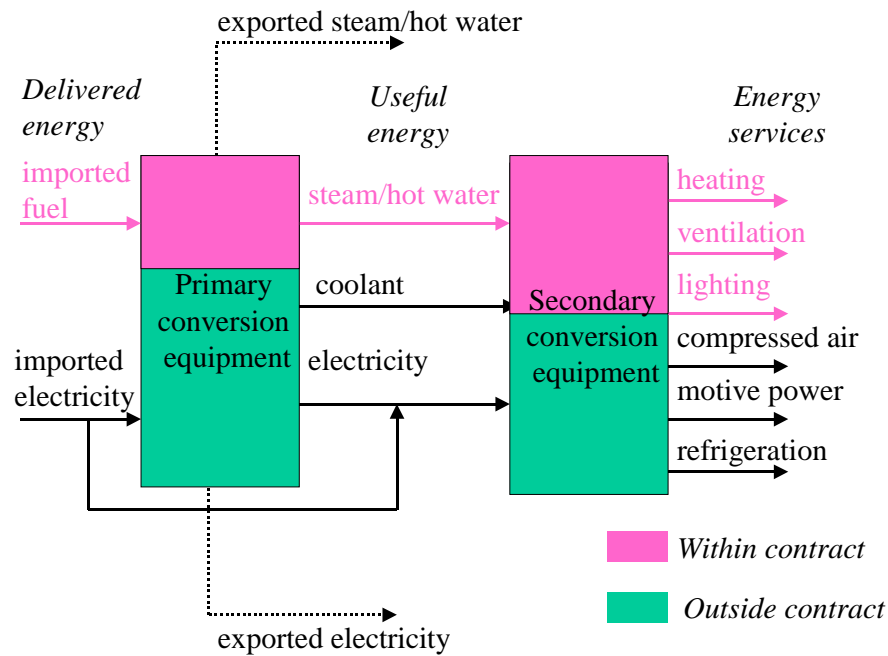 exported steam/hot water
Delivered
energy
Useful
energy
Energy
services
imported
fuel
steam/hot water
heating
ventilation
lighting
Primary
conversion
equipment
coolant
Secondary
conversion
equipment
imported
electricity
electricity
compressed air
motive power
refrigeration
Within contract
Outside contract
exported electricity